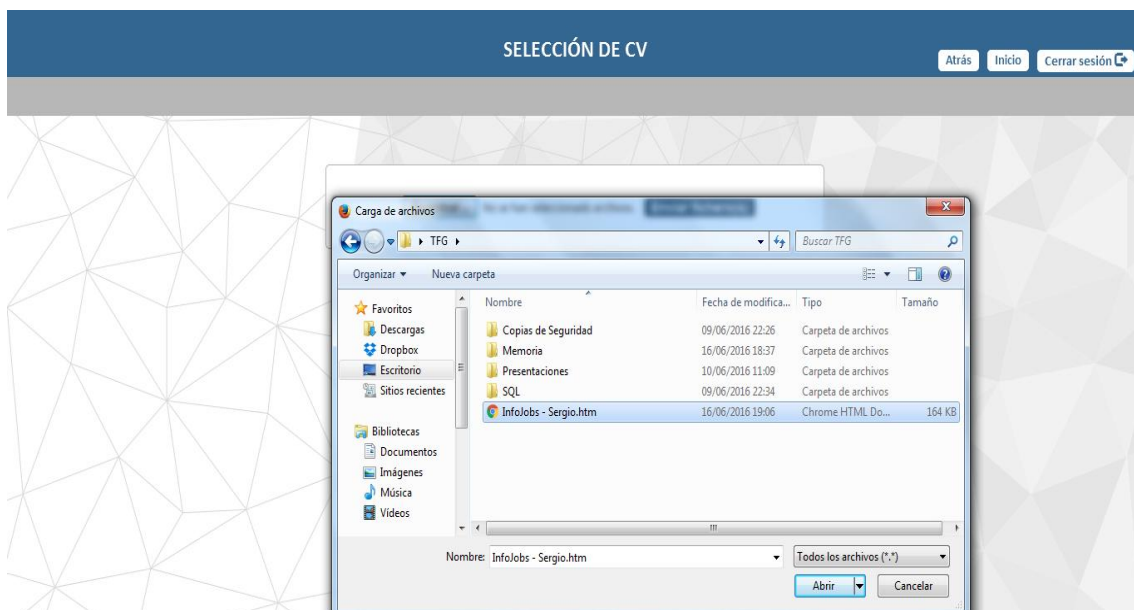 SELECCIÓN DE CV
Atrás Inicio Cerrar sesión
Carga de archivos
TFG
Buscar TFG
Organizar Nueva carpeta
Favoritos
Descargas
Dropbox
Escritorio
Sitios recientes
Bibliotecas
Documentos
Imágenes
Música
Vídeos
Nombre Fecha de modifica... Tipo Tamaño
Copias de Seguridad 09/06/2016 22:26 Carpeta de archivos
Memoria 16/06/2016 18:37 Carpeta de archivos
Presentaciones 10/06/2016 11:09 Carpeta de archivos
SQL 09/06/2016 22:34 Carpeta de archivos
InfoJobs - Sergio.htm 16/06/2016 19:06 Chrome HTML Do... 164 KB
Nombre: InfoJobs - Sergio.htm Todos los archivos (*.*)
Abrir Cancelar